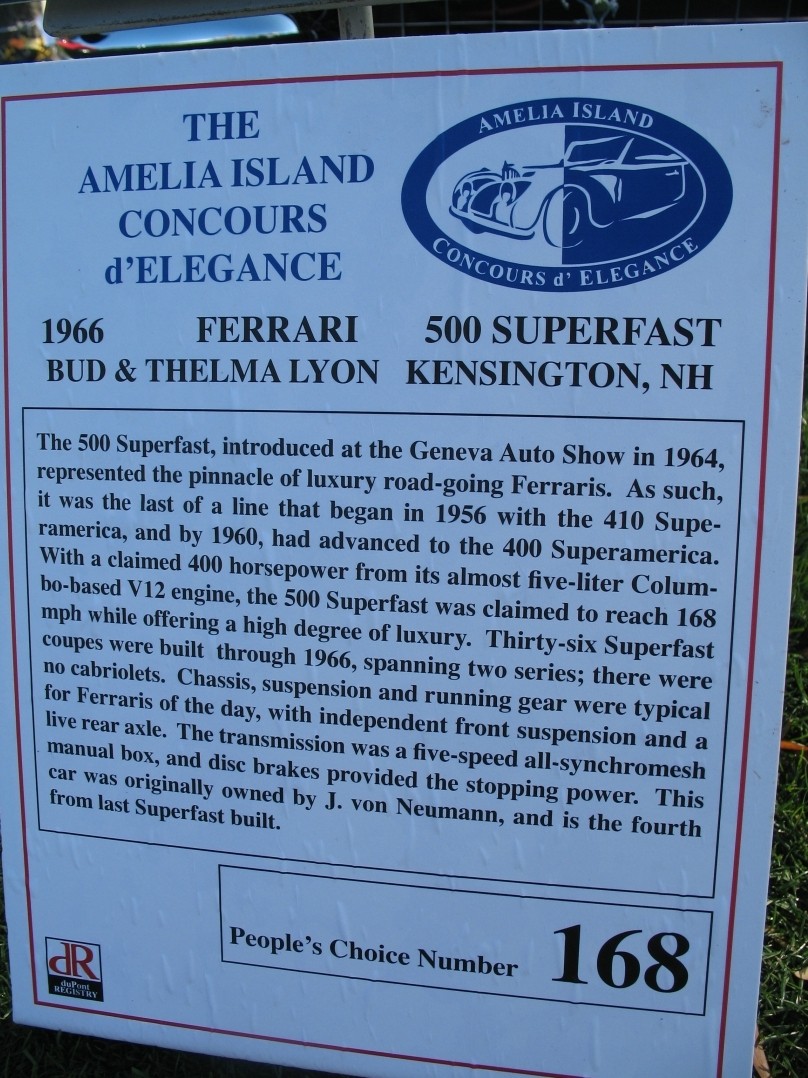 THE
AMELIA ISLAND
CONCOURS
d'ELEGANCE
AMELIA ISLAND
CONCOURS d' ELEGANCE
1966 FERRARI 500 SUPERFAST
BUD & THELMA LYON KENSINGTON, NH
The 500 Superfast, introduced at the Geneva Auto Show in 1964,
represented the pinnacle of luxury road-going Ferraris. As such,
it was the last of a line that began in 1956 with the 410 Supe-
ramerica, and by 1960, had advanced to the 400 Superamerica.
With a claimed 400 horsepower from its almost five-liter Colum-
bo-based V12 engine, the 500 Superfast was claimed to reach 168
mph while offering a high degree of luxury. Thirty-six Superfast
coupes were built through 1966, spanning two series; there were
no cabriolets. Chassis, suspension and running gear were typical
for Ferraris of the day, with independent front suspension and a
live rear axle. The transmission was a five-speed all-synchromesh
manual box, and disc brakes provided the stopping power. This
car was originally owned by J. von Neumann, and is the fourth
from last Superfast built.
People's Choice Number 168
dR
duPont
REGISTRY